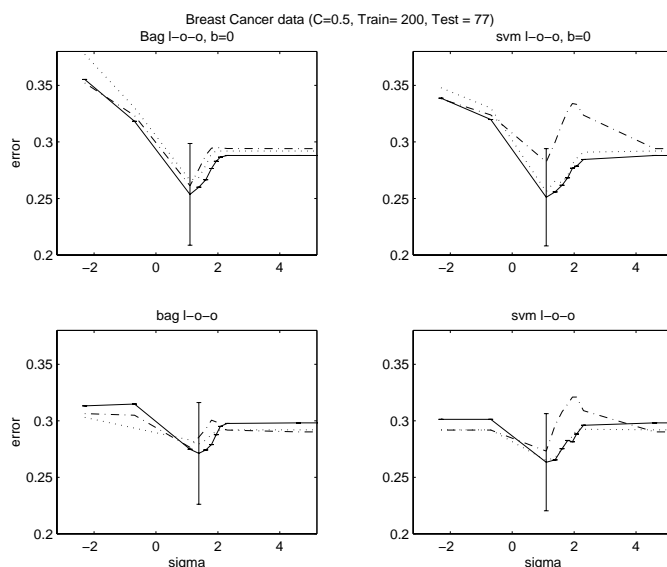 Breast Cancer data (C=0.5, Train= 200, Test = 77)
Bag l-o-o, b=0
svm l-o-o, b=0
0.35
0.3
0.25
0.2
error
-2 0 2 4
0.35
0.3
0.25
0.2
-2 0 2 4
bag l-o-o
svm l-o-o
0.35
0.3
0.25
0.2
error
-2 0 2 4
sigma
0.35
0.3
0.25
0.2
-2 0 2 4
sigma